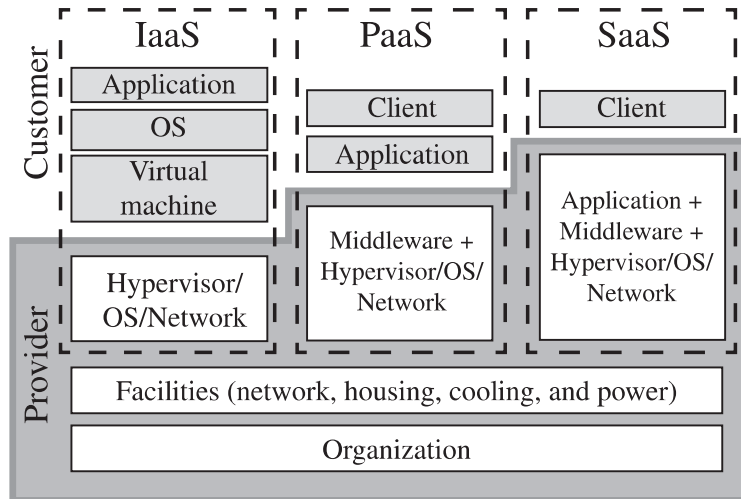 Customer
Provider
IaaS
Application
OS
Virtual
machine
Hypervisor/
OS/Network
PaaS
Client
Application
Middleware +
Hypervisor/OS/
Network
SaaS
Client
Application +
Middleware +
Hypervisor/OS/
Network
Facilities (network, housing, cooling, and power)
Organization